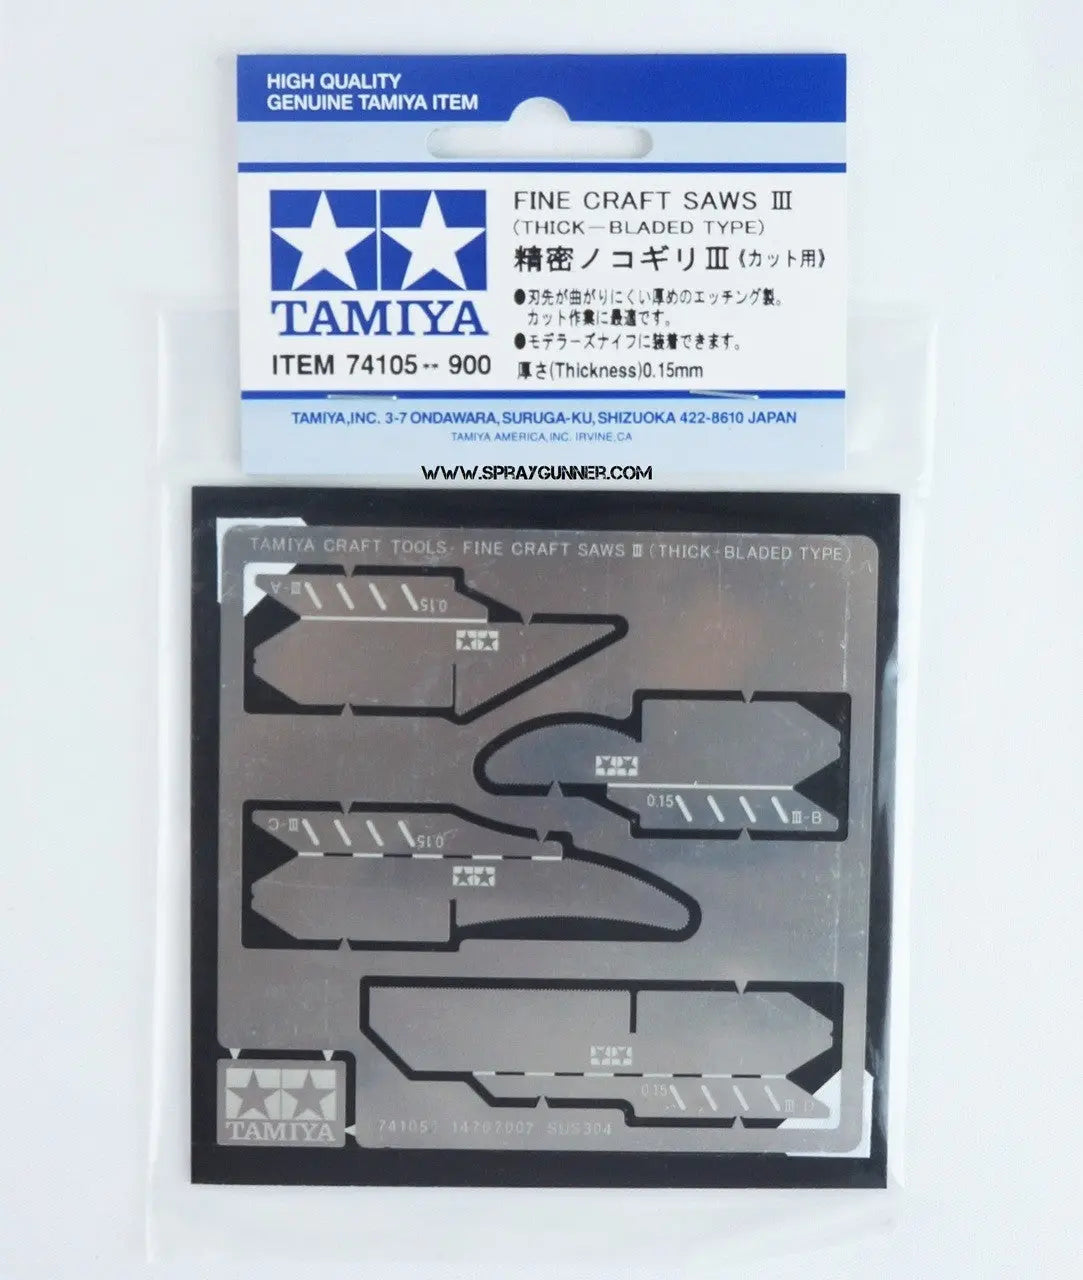 HIGH QUALITY
GENUINE TAMIYA ITEM
FINE CRAFT SAWS III
(THICK-BLADED TYPE)
精密ノコギリIII《カット用》
●刃先が曲がりにくい厚めのエッチング製。
カット作業に最適です。
●モデラーズナイフに装着できます。
厚さ(Thickness)0.15mm
TAMIYA
ITEM 74105** 900
TAMIYA,INC. 3-7 ONDAWARA, SURUGA-KU, SHIZUOKA 422-8610 JAPAN
TAMIYA AMERICA, INC. IRVINE, CA
WWW.SPRAYGUNNER.COM
TAMIYA CRAFT TOOLS FINE CRAFT SAWS III (THICK-BLADED TYPE)
III-A
0.15
0.15
III-B
III-C
0.15
0.15
III-D
TAMIYA
14707007 SUS304